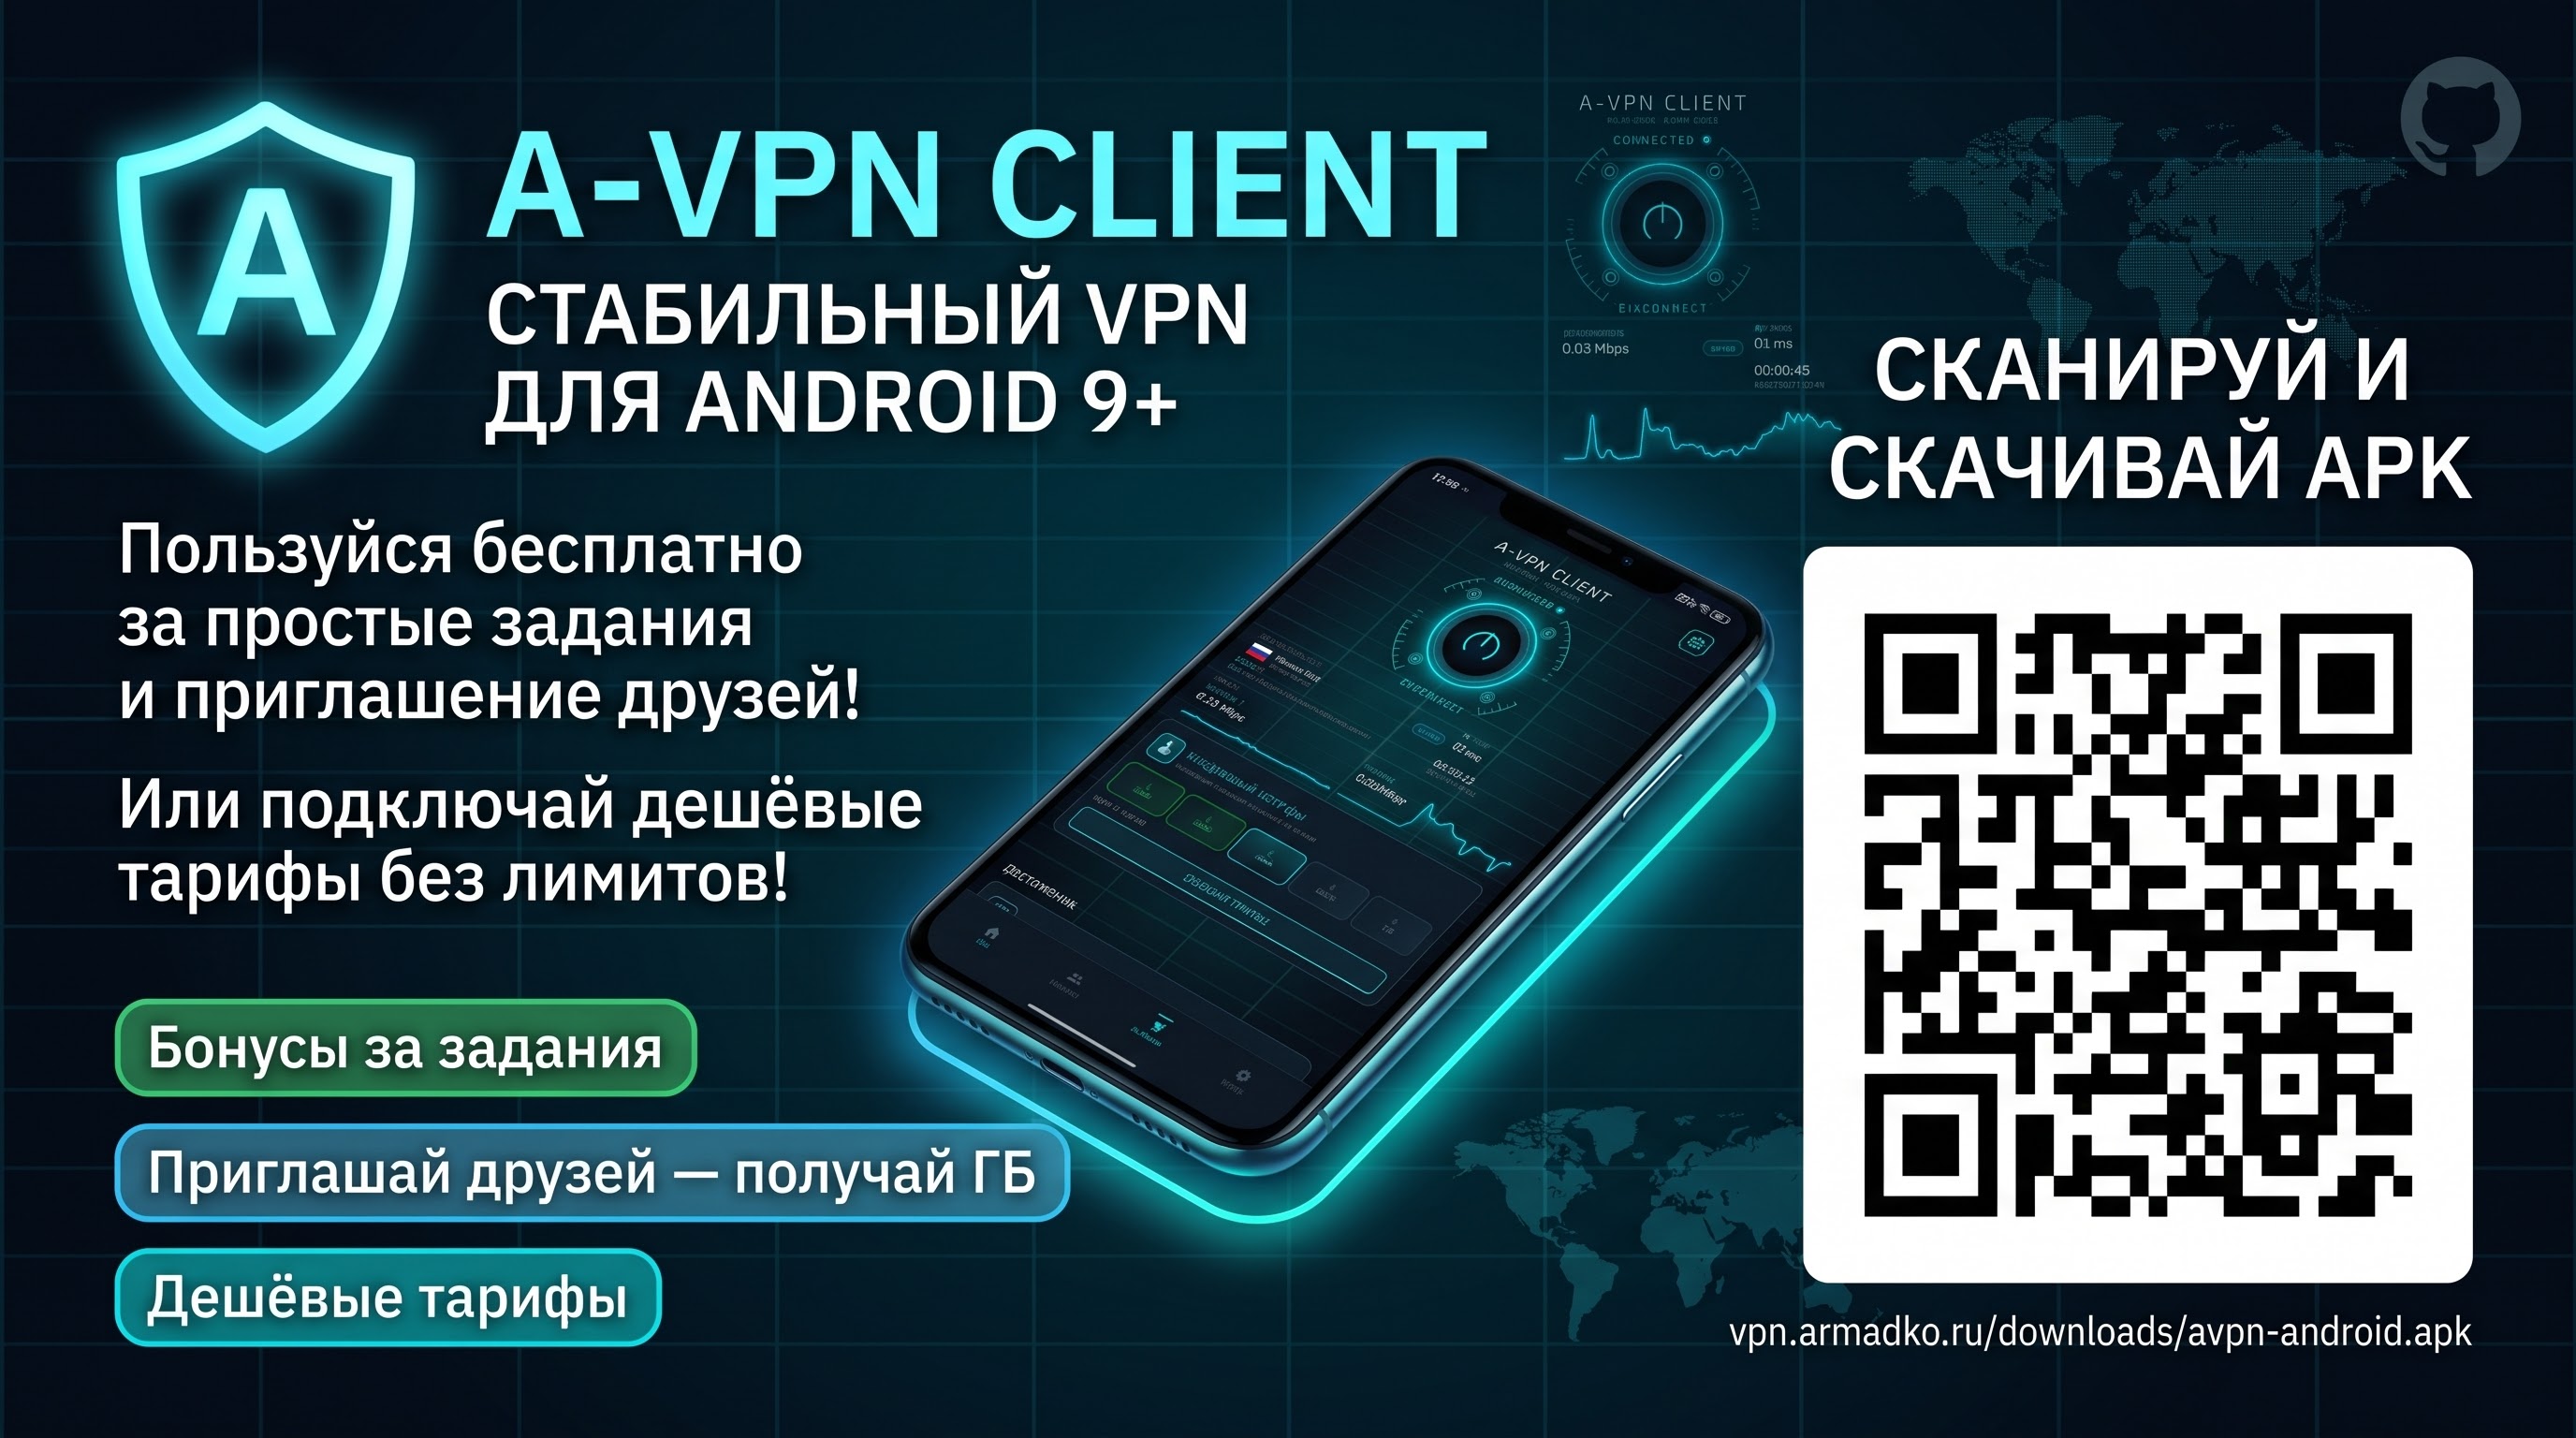 A
A-VPN CLIENT
СТАБИЛЬНЫЙ VPN
ДЛЯ ANDROID 9+
Пользуйся бесплатно
за простые задания
и приглашение друзей!
Или подключай дешёвые
тарифы без лимитов!
Бонусы за задания
Приглашай друзей — получай ГБ
Дешёвые тарифы
A-VPN CLIENT
EIXCONHECT
0.03 Mbps
01 ms
00:00:45
A-VPN CLIENT
СКАНИРУЙ И
СКАЧИВАЙ APK
vpn.armadko.ru/downloads/avpn-android.apk